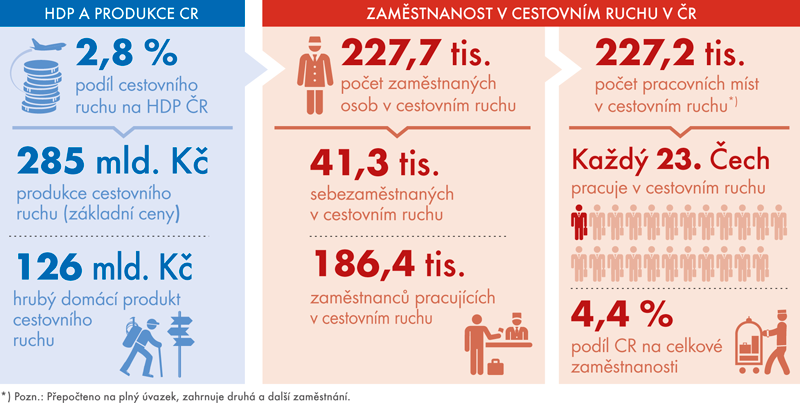 HDP A PRODUKCE CR
2,8 %
podíl cestovního
ruchu na HDP ČR
285 mld. Kč
produkce cestovního
ruchu (základní ceny)
126 mld. Kč
hrubý domácí produkt
cestovního
ruchu
ZAMĚSTNANOST V CESTOVNÍM RUCHU V ČR
227,7 tis.
počet zaměstnaných
osob v cestovním ruchu
41,3 tis.
sebezaměstnaných
v cestovním ruchu
186,4 tis.
zaměstnanců pracujících
v cestovním ruchu
227,2 tis.
počet pracovních míst
v cestovním ruchu*)
Každý 23. Čech
pracuje v cestovním ruchu
4,4 %
podíl CR na celkové
zaměstnanosti
*) Pozn.: Přepočteno na plný úvazek, zahrnuje druhá a další zaměstnání.